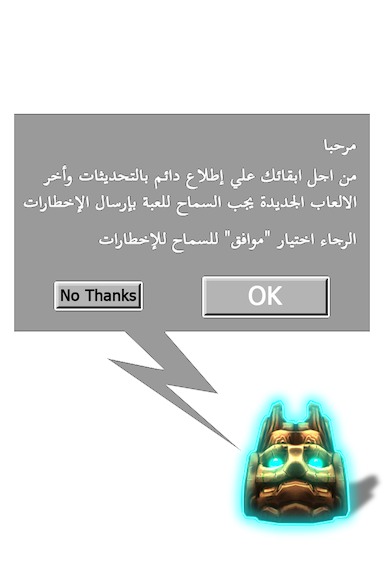 مرحبا
من اجل ابقائك علي إطلاع دائم بالتحديثات وأخر
الالعاب الجديدة يجب السماح للعبة بإرسال الإخطارات
الرجاء اختيار "موافق" للسماح للإخطارات
No Thanks
OK